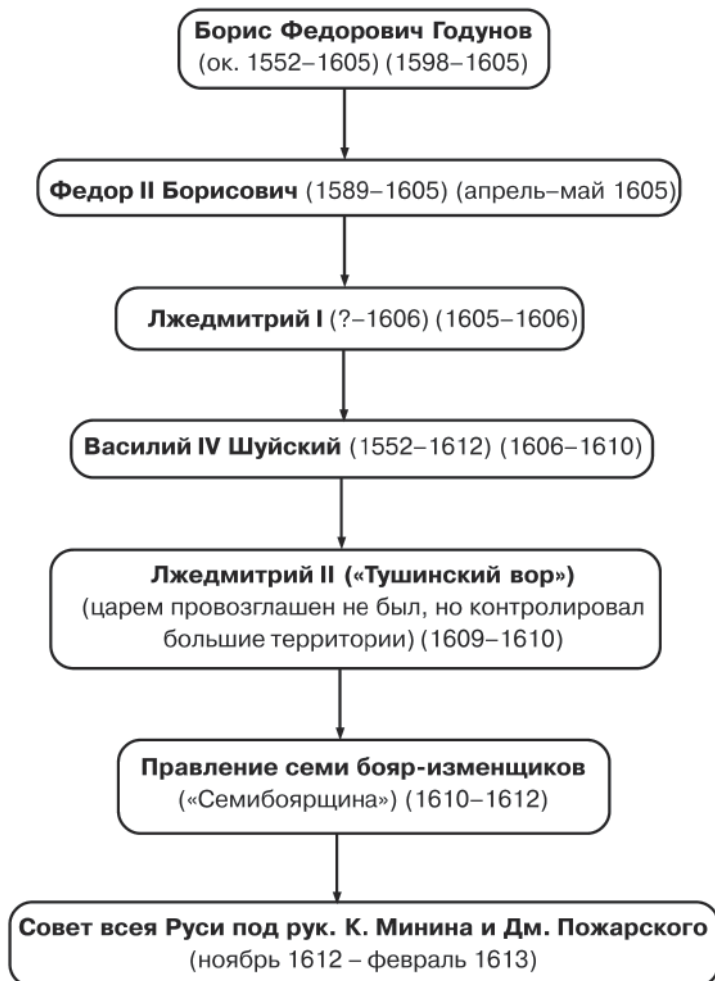 Борис Федорович Годунов
(ок. 1552–1605) (1598–1605)
Федор II Борисович (1589–1605) (апрель–май 1605)
Лжедмитрий I (?–1606) (1605–1606)
Василий IV Шуйский (1552–1612) (1606–1610)
Лжедмитрий II («Тушинский вор»)
(царем провозглашен не был, но контролировал
большие территории) (1609–1610)
Правление семи бояр-изменщиков
(«Семибоярщина») (1610–1612)
Совет всея Руси под рук. К. Минина и Дм. Пожарского
(ноябрь 1612 – февраль 1613)